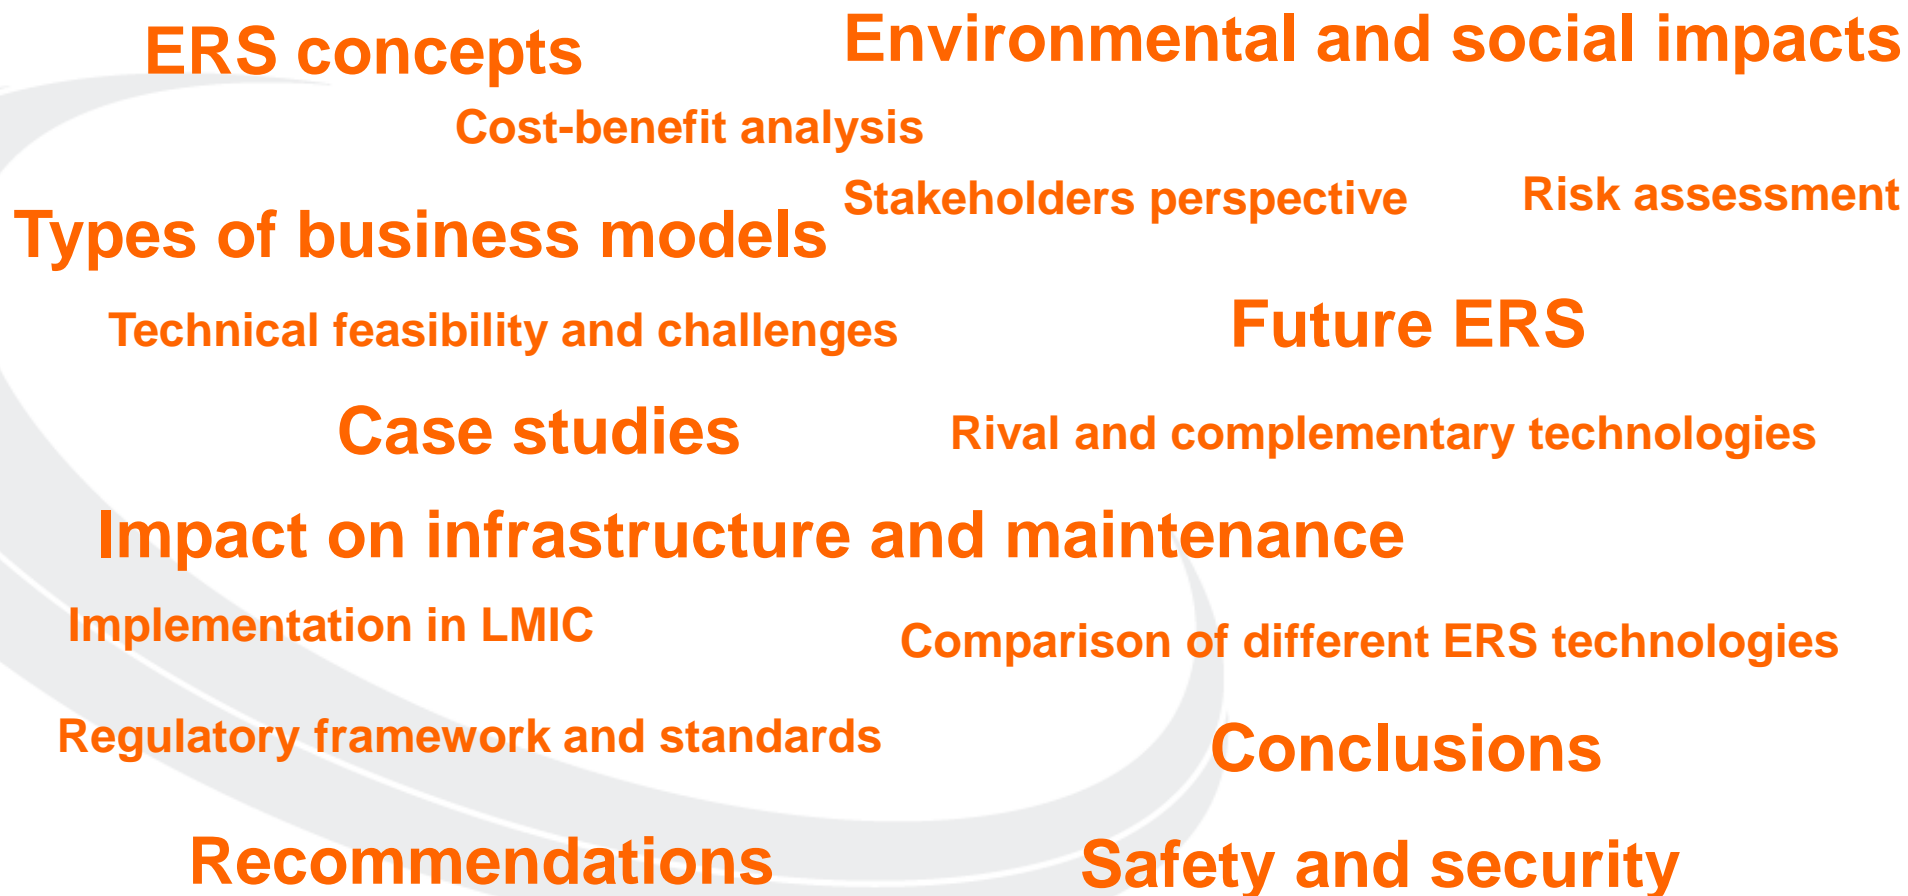 ERS concepts
Environmental and social impacts
Cost-benefit analysis
Stakeholders perspective
Risk assessment
Types of business models
Technical feasibility and challenges
Future ERS
Case studies
Rival and complementary technologies
Impact on infrastructure and maintenance
Implementation in LMIC
Comparison of different ERS technologies
Regulatory framework and standards
Conclusions
Recommendations
Safety and security